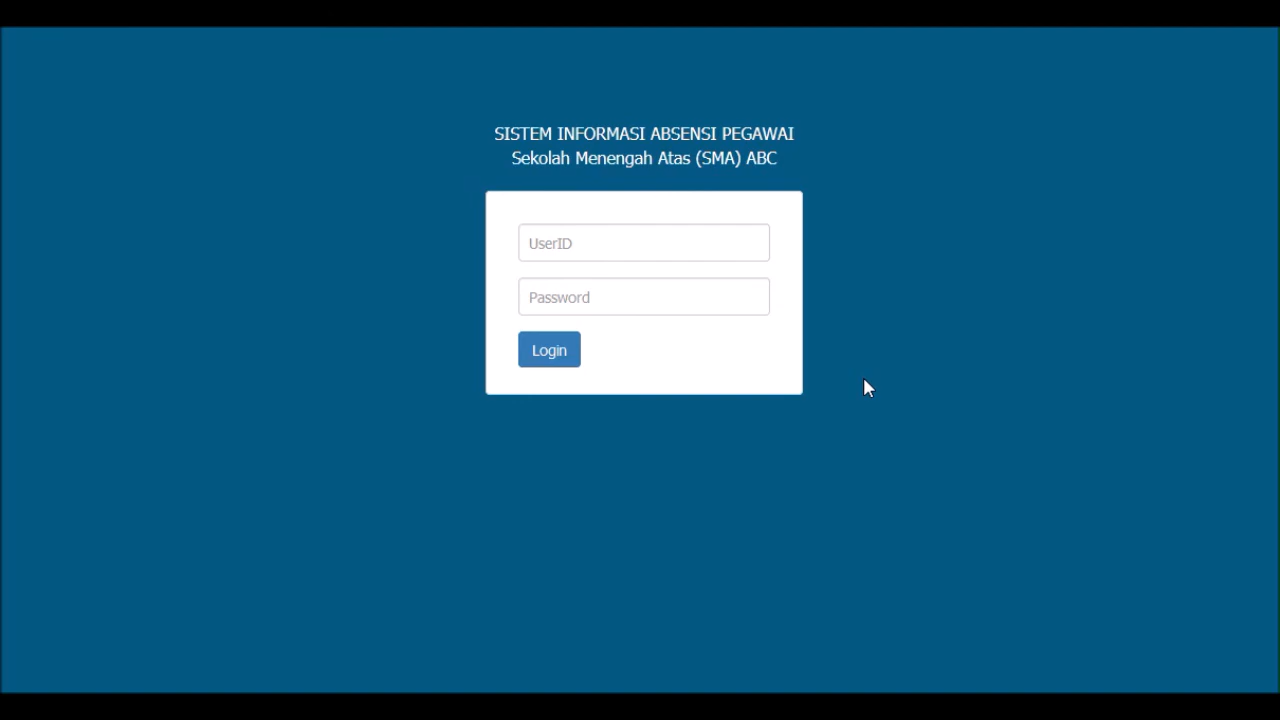 SISTEM INFORMASI ABSENSI PEGAWAI
Sekolah Menengah Atas (SMA) ABC
UserID
Password
Login